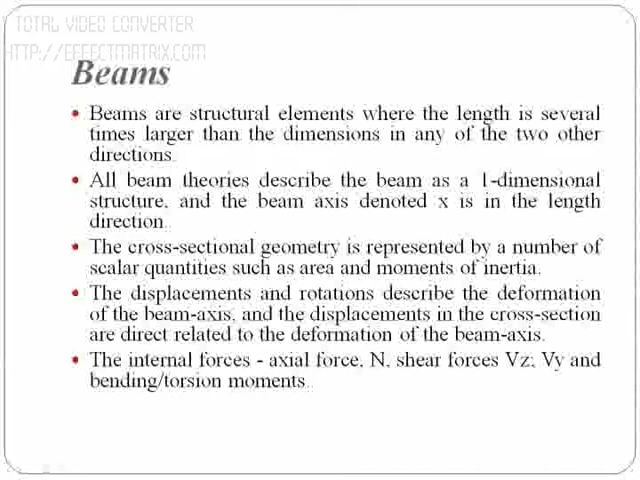 TOTAL VIDEO CONVERTER
HTTP://EFFECTMATRIX.COM
Beams
• Beams are structural elements where the length is several
times larger than the dimensions in any of the two other
directions.
• All beam theories describe the beam as a 1-dimensional
structure, and the beam axis denoted x is in the length
direction..
• The cross-sectional geometry is represented by a number of
scalar quantities such as area and moments of inertia.
• The displacements and rotations describe the deformation
of the beam-axis; and the displacements in the cross-section
are direct related to the deformation of the beam-axis.
• The internal forces - axial force, N, shear forces Vz; Vy and
bending/torsion moments..